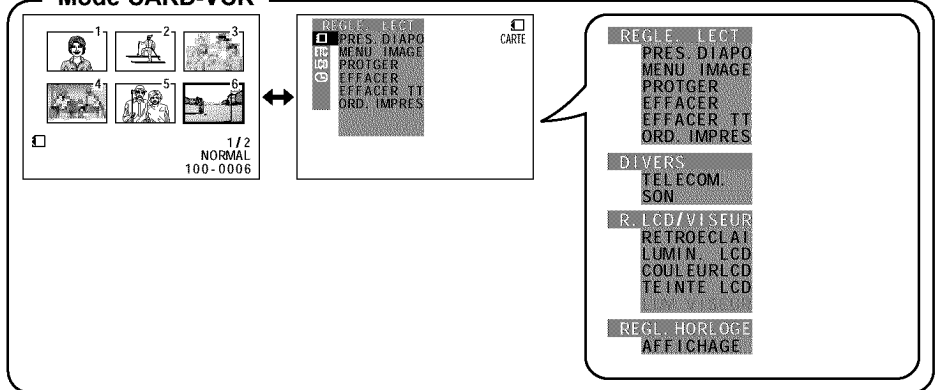 Mode CARD-VCR
1
2
3
4
5
6
1/2
NORMAL
100-0006
REGLE. LECT
PRES. DIAPO
MENU IMAGE
PROTGER
EFFACER
EFFACER TT
ORD. IMPRES
CARTE
REGLE. LECT
PRES. DIAPO
MENU IMAGE
PROTGER
EFFACER
EFFACER TT
ORD. IMPRES
DIVERS
TELECOM.
SON
R. LCD/VISEUR
RETROECLAI
LUMIN. LCD
COULEURLCD
TEINTE LCD
REGL. HORLOGE
AFFICHAGE